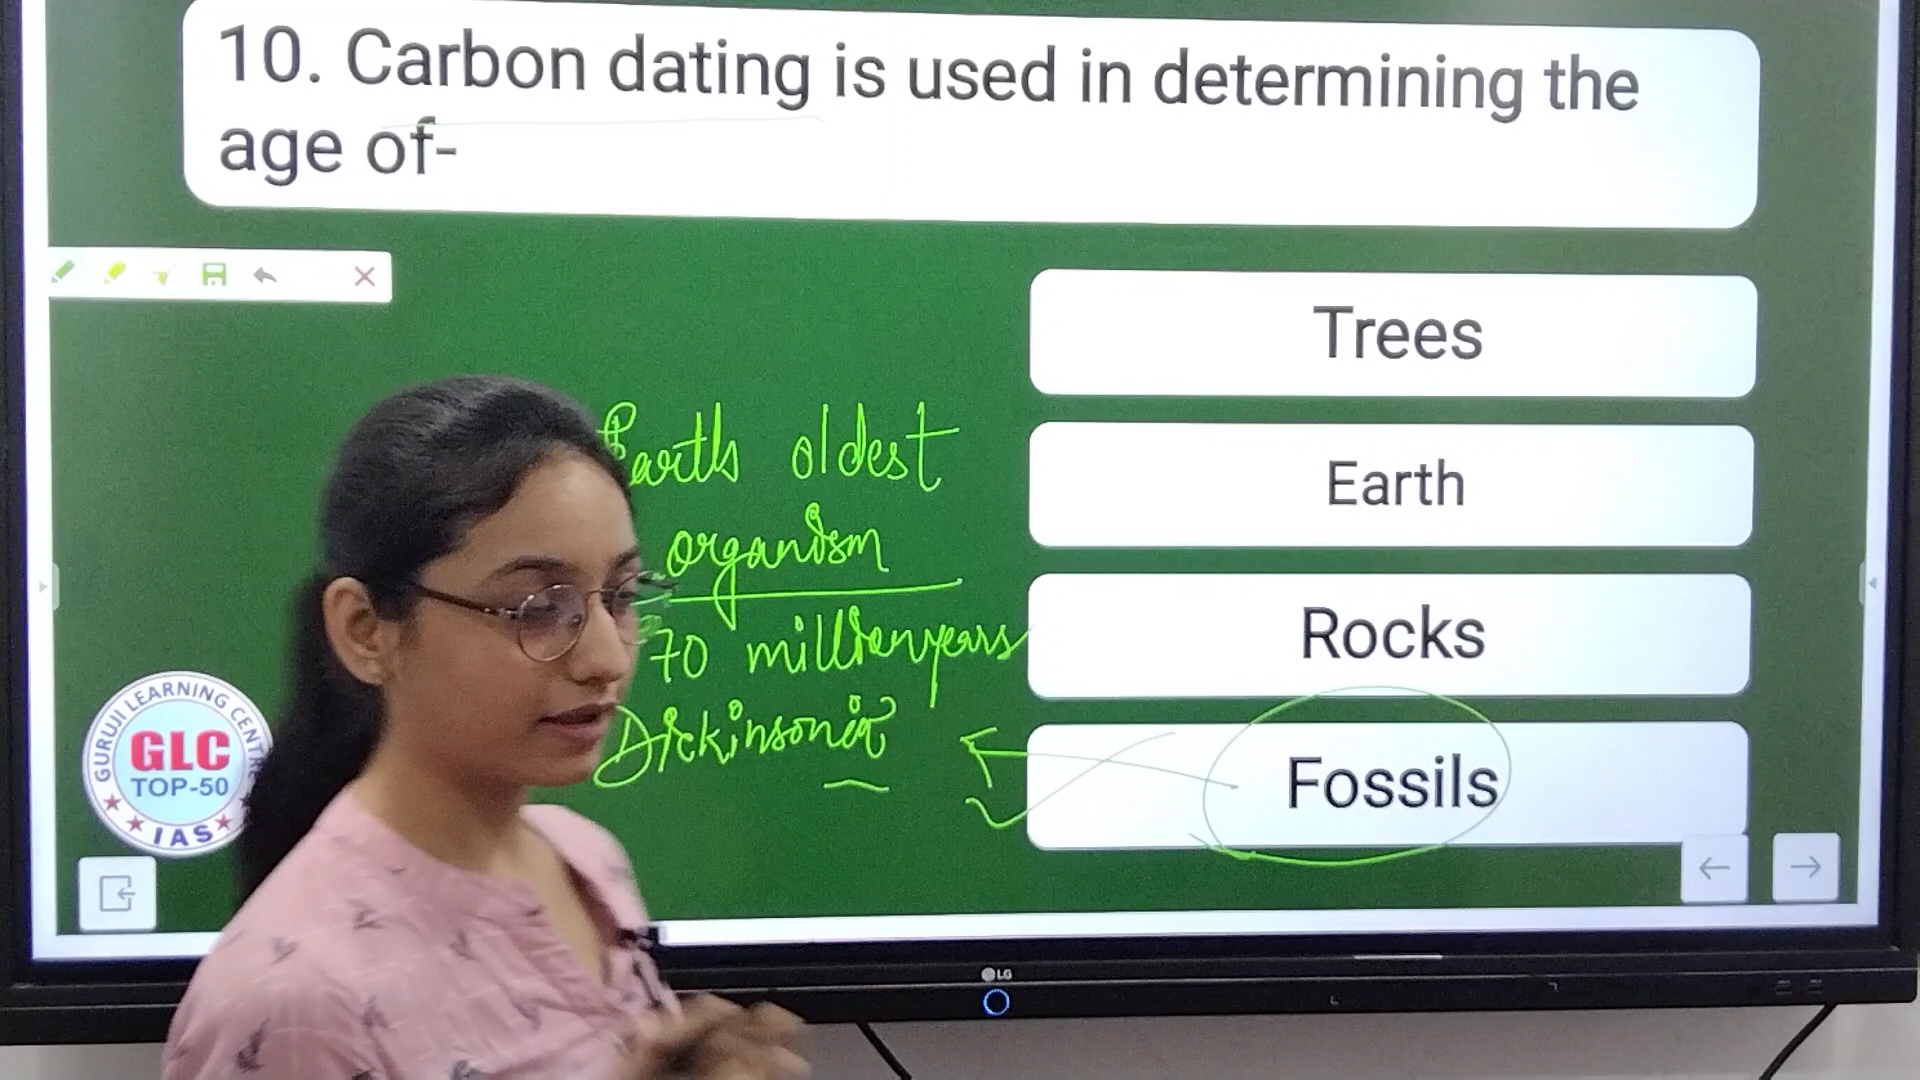 10. Carbon dating is used in determining the
age of-
Trees
Earth
Rocks
Fossils
Earth oldest
organism
70 million years
Dickinsonia
GURUJI LEARNING CENTRE
GLC
TOP-50
IAS
LG